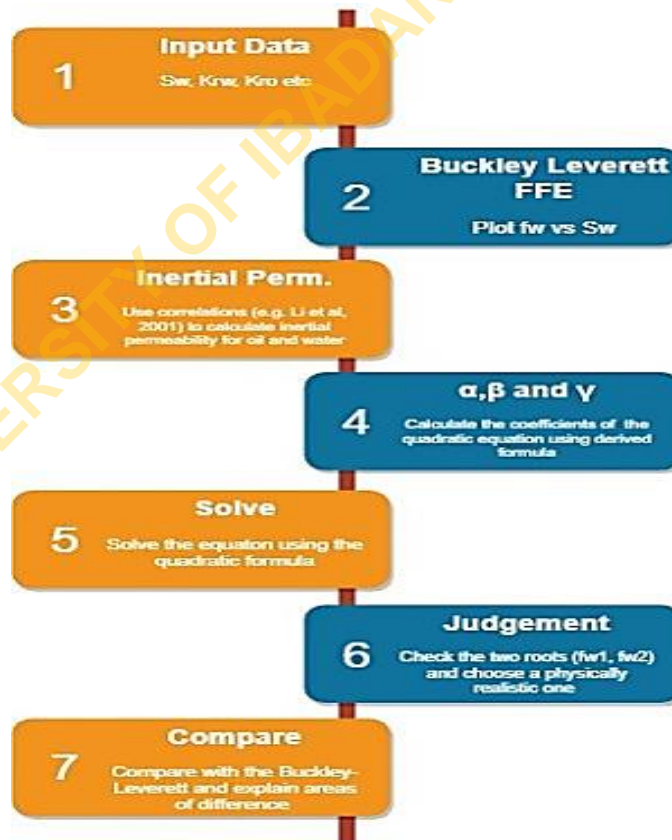 Input Data
1
Sw, Krw, Kro etc
Buckley Leverett
FFE
2
Plot fw vs Sw
Inertial Perm.
3
Use correlations (e.g. Li et al,
2001) to calculate inertial
permeability for oil and water
α,β and γ
4
Calculate the coefficients of the
quadratic equation using derived
formula
Solve
5
Solve the equaton using the
quadratic formula
Judgement
6
Check the two roots (fw1, fw2)
and choose a physically
realistic one
Compare
7
Compare with the Buckley-
Leverett and explain areas
of difference
ERSITY OF IBADAN